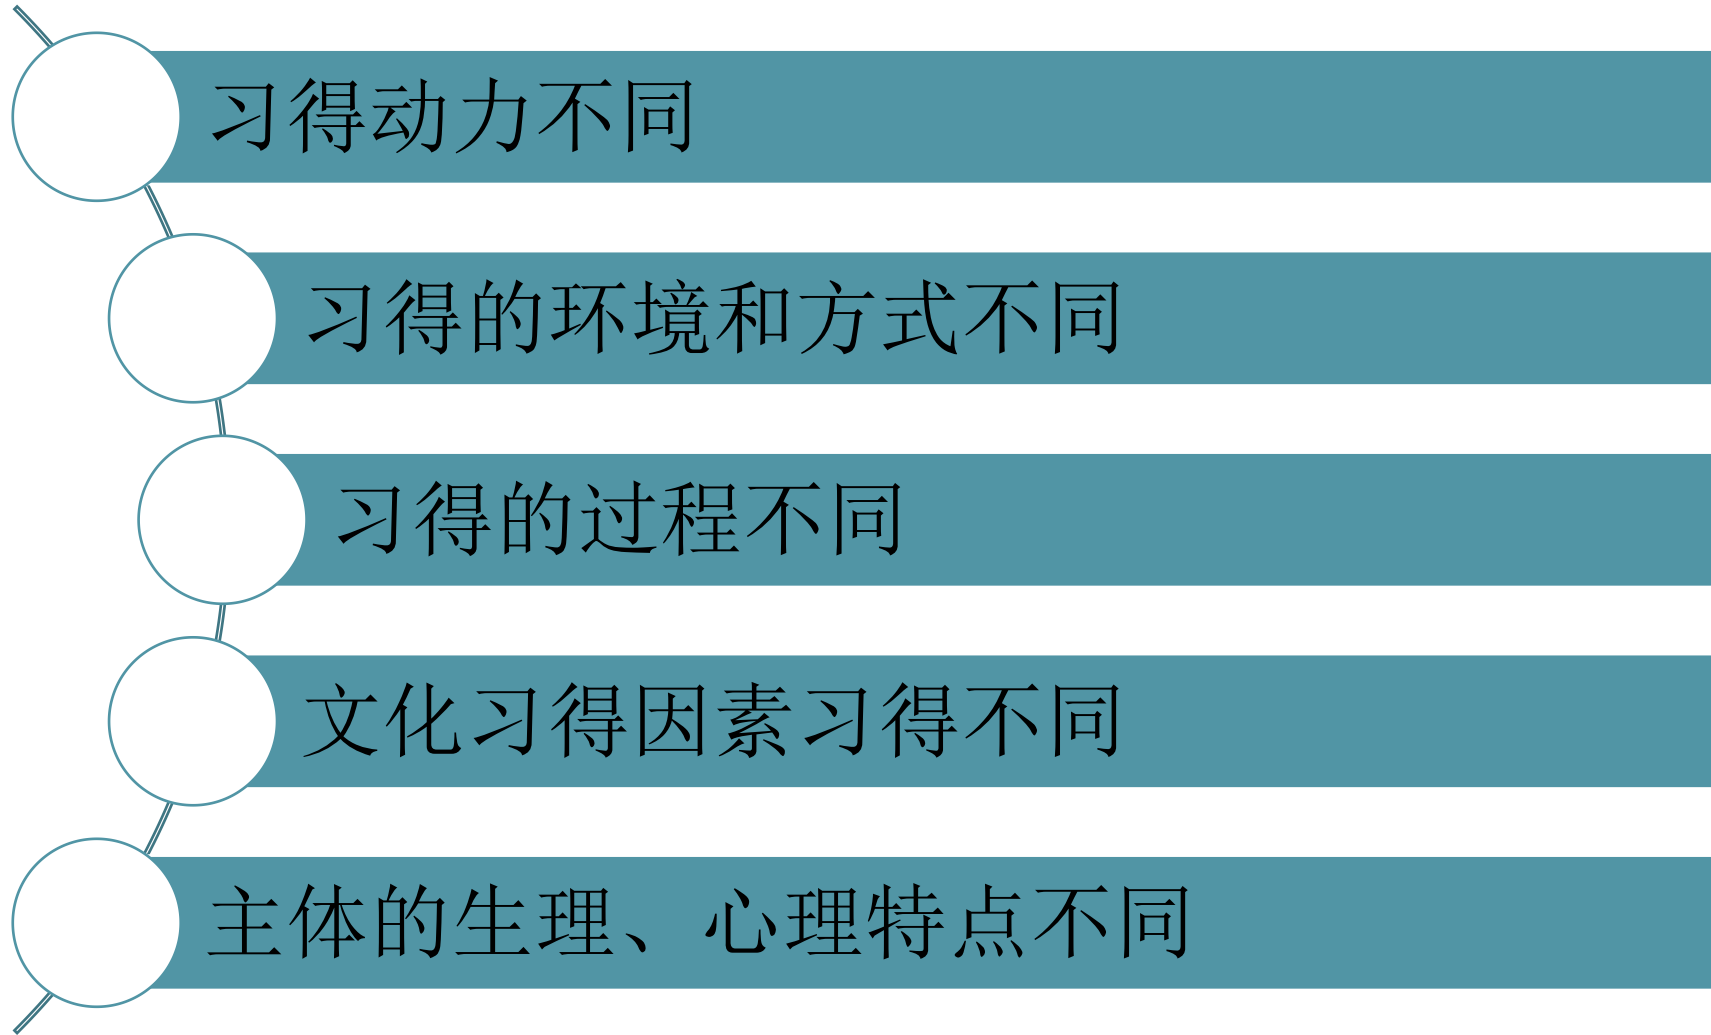 习得动力不同
习得的环境和方式不同
习得的过程不同
文化习得因素习得不同
主体的生理、心理特点不同